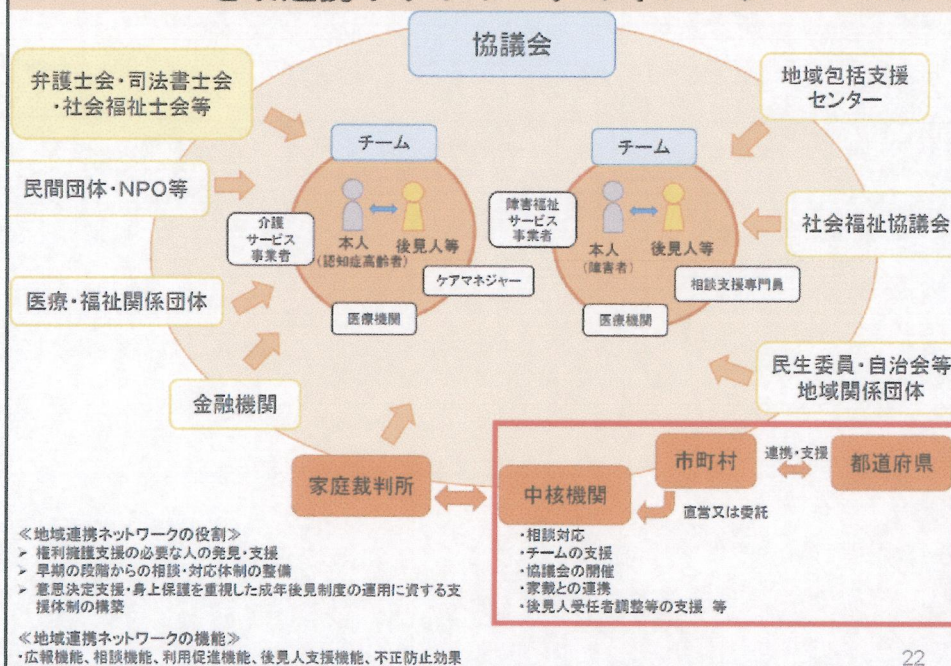 協議会
弁護士会・司法書士会
・社会福祉士会等
地域包括支援
センター
チーム
チーム
民間団体・NPO等
社会福祉協議会
介護
サービス
事業者
本人
(認知症高齢者)
後見人等
障害福祉
サービス
事業者
本人
(障害者)
後見人等
ケアマネジャー
相談支援専門員
医療・福祉関係団体
医療機関
医療機関
民生委員・自治会等
地域関係団体
金融機関
家庭裁判所
中核機関
市町村
連携・支援
都道府県
直営又は委託
・相談対応
・チームの支援
・協議会の開催
・家裁との連携
・後見人受任者調整等の支援 等
≪地域連携ネットワークの役割≫
➢ 権利擁護支援の必要な人の発見・支援
➢ 早期の段階からの相談・対応体制の整備
➢ 意思決定支援・身上保護を重視した成年後見制度の運用に資する支
援体制の構築
≪地域連携ネットワークの機能≫
・広報機能、相談機能、利用促進機能、後見人支援機能、不正防止効果
22